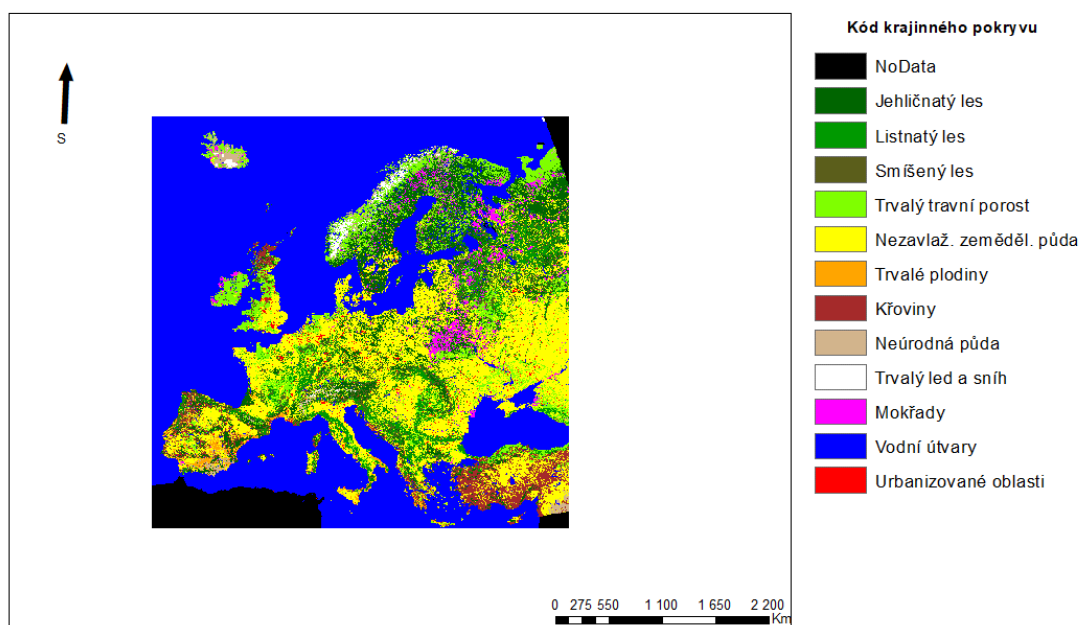 S
Kód krajinného pokryvu
NoData
Jehličnatý les
Listnatý les
Smíšený les
Trvalý travní porost
Nezavlaž. zeměděl. půda
Trvalé plodiny
Křoviny
Neúrodná půda
Trvalý led a sníh
Mokřady
Vodní útvary
Urbanizované oblasti
0 275 550 1 100 1 650 2 200
Km